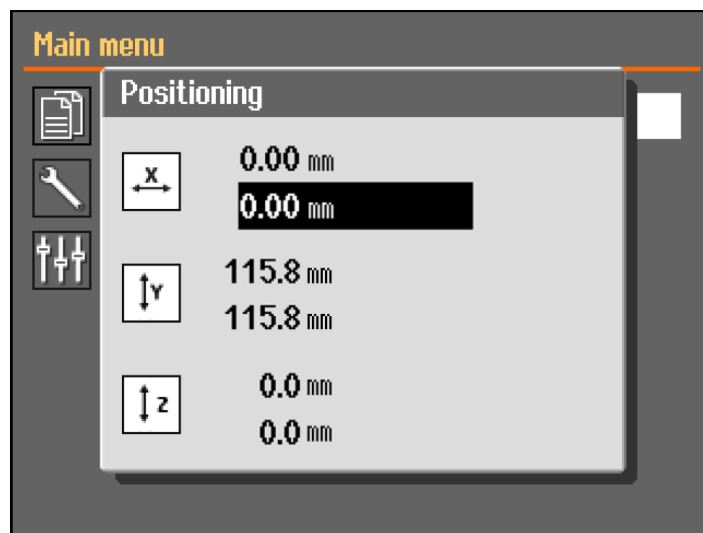 Main menu
Positioning
X
0.00 mm
0.00 mm
Y
115.8 mm
115.8 mm
Z
0.0 mm
0.0 mm